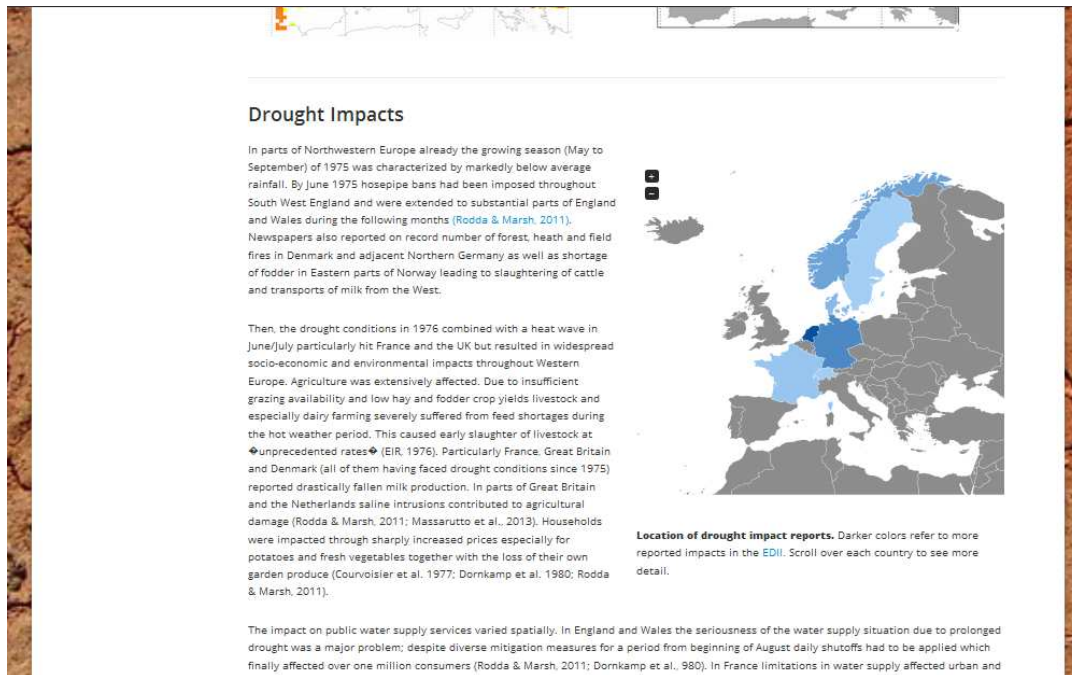 Drought Impacts
In parts of Northwestern Europe already the growing season (May to
September) of 1975 was characterized by markedly below average
rainfall. By June 1975 hosepipe bans had been imposed throughout
South West England and were extended to substantial parts of England
and Wales during the following months (Rodda & Marsh, 2011).
Newspapers also reported on record number of forest, heath and field
fires in Denmark and adjacent Northern Germany as well as shortage
of fodder in Eastern parts of Norway leading to slaughtering of cattle
and transports of milk from the West.
Then, the drought conditions in 1976 combined with a heat wave in
June/July particularly hit France and the UK but resulted in widespread
socio-economic and environmental impacts throughout Western
Europe. Agriculture was extensively affected. Due to insufficient
grazing availability and low hay and fodder crop yields livestock and
especially dairy farming severely suffered from feed shortages during
the hot weather period. This caused early slaughter of livestock at
�unprecedented rates� (EIR, 1976). Particularly France, Great Britain
and Denmark (all of them having faced drought conditions since 1975)
reported drastically fallen milk production. In parts of Great Britain
and the Netherlands saline intrusions contributed to agricultural
damage (Rodda & Marsh, 2011; Massarutto et al., 2013). Households
were impacted through sharply increased prices especially for
potatoes and fresh vegetables together with the loss of their own
garden produce (Courvoisier et al. 1977; Dornkamp et al. 1980; Rodda
& Marsh, 2011).
+
−
Location of drought impact reports. Darker colors refer to more
reported impacts in the EDII. Scroll over each country to see more
detail.
The impact on public water supply services varied spatially. In England and Wales the seriousness of the water supply situation due to prolonged
drought was a major problem; despite diverse mitigation measures for a period from beginning of August daily shutoffs had to be applied which
finally affected over one million consumers (Rodda & Marsh, 2011; Dornkamp et al., 980). In France limitations in water supply affected urban and